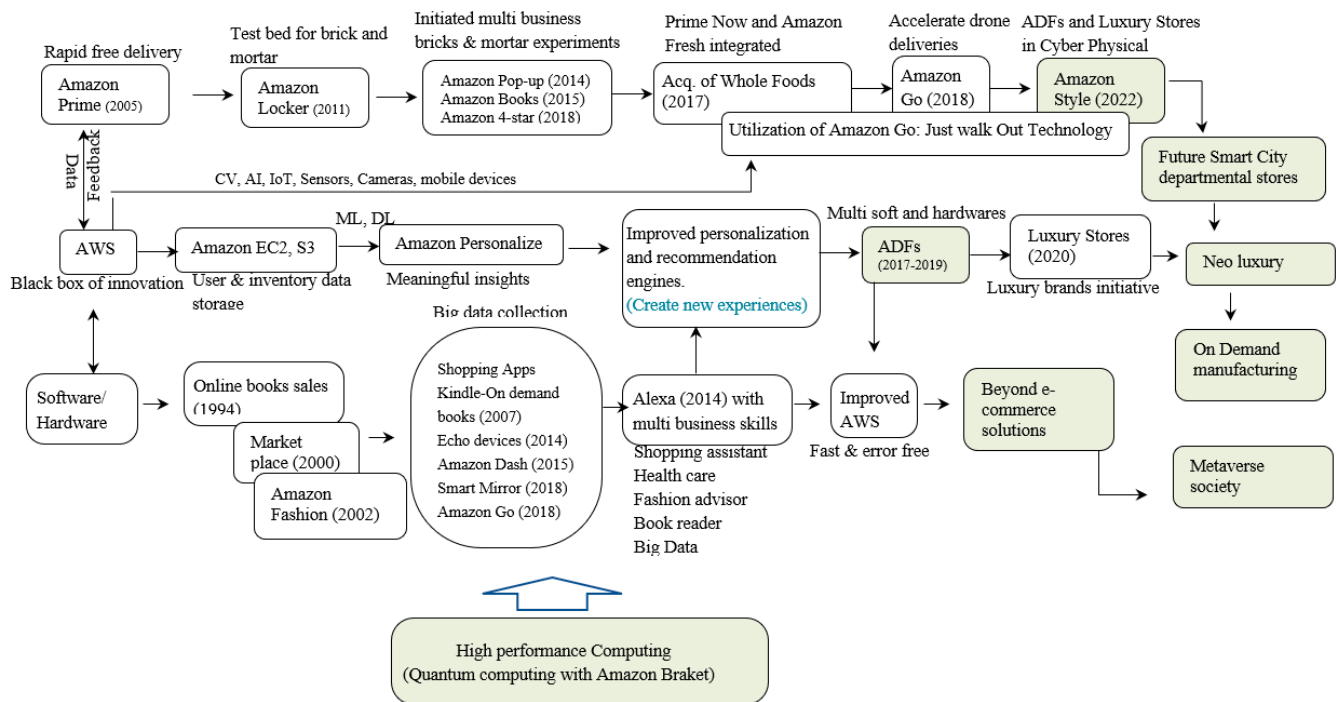 Rapid free delivery
Amazon
Prime (2005)
Test bed for brick and
mortar
Amazon
Locker (2011)
Initiated multi business
bricks & mortar experiments
Amazon Pop-up (2014)
Amazon Books (2015)
Amazon 4-star (2018)
Prime Now and Amazon
Fresh integrated
Acq. of Whole Foods
(2017)
Accelerate drone
deliveries
Amazon
Go (2018)
ADFs and Luxury Stores
in Cyber Physical
Amazon
Style (2022)
Utilization of Amazon Go: Just walk Out Technology
Future Smart City
departmental stores
Data
Feedback
CV, AI, IoT, Sensors, Cameras, mobile devices
AWS
Black box of innovation
Amazon EC2, S3
User & inventory data
storage
ML, DL
Amazon Personalize
Meaningful insights
Improved personalization
and recommendation
engines.
(Create new experiences)
Multi soft and hardwares
ADFs
(2017-2019)
Luxury Stores
(2020)
Luxury brands initiative
Neo luxury
On Demand
manufacturing
Software/
Hardware
Online books sales
(1994)
Market
place (2000)
Amazon
Fashion (2002)
Big data collection
Shopping Apps
Kindle-On demand
books (2007)
Echo devices (2014)
Amazon Dash (2015)
Smart Mirror (2018)
Amazon Go (2018)
Alexa (2014) with
multi business skills
Shopping assistant
Health care
Fashion advisor
Book reader
Big Data
Improved
AWS
Fast & error free
Beyond e-
commerce
solutions
Metaverse
society
High performance Computing
(Quantum computing with Amazon Braket)